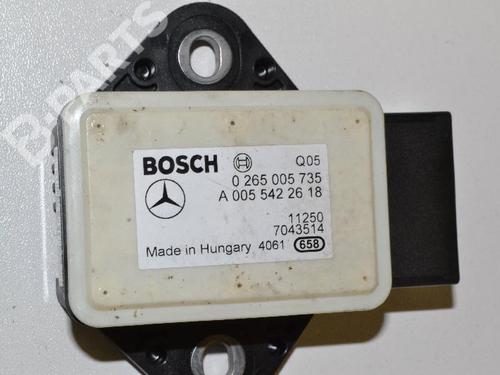 B-PARTS
BOSCH Q05
0 265 005 735
A 005 542 26 18
11250
7043514
Made in Hungary 4061 658